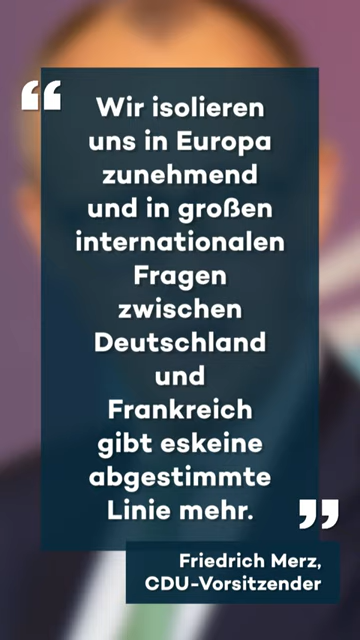 “
Wir isolieren
uns in Europa
zunehmend
und in großen
internationalen
Fragen
zwischen
Deutschland
und
Frankreich
gibt eskeine
abgestimmte
Linie mehr.
”
Friedrich Merz,
CDU-Vorsitzender